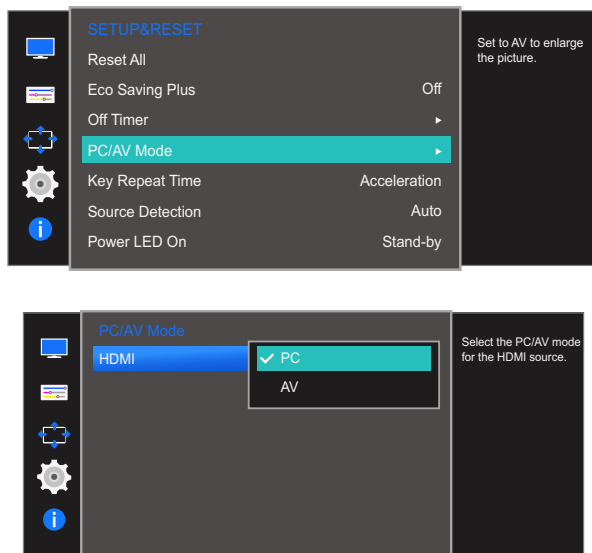 SETUP&RESET
Reset All
Eco Saving Plus Off
Off Timer ▸
PC/AV Mode ▸
Key Repeat Time Acceleration
Source Detection Auto
Power LED On Stand-by
Set to AV to enlarge
the picture.
PC/AV Mode
HDMI ✓ PC
AV
Select the PC/AV mode
for the HDMI source.